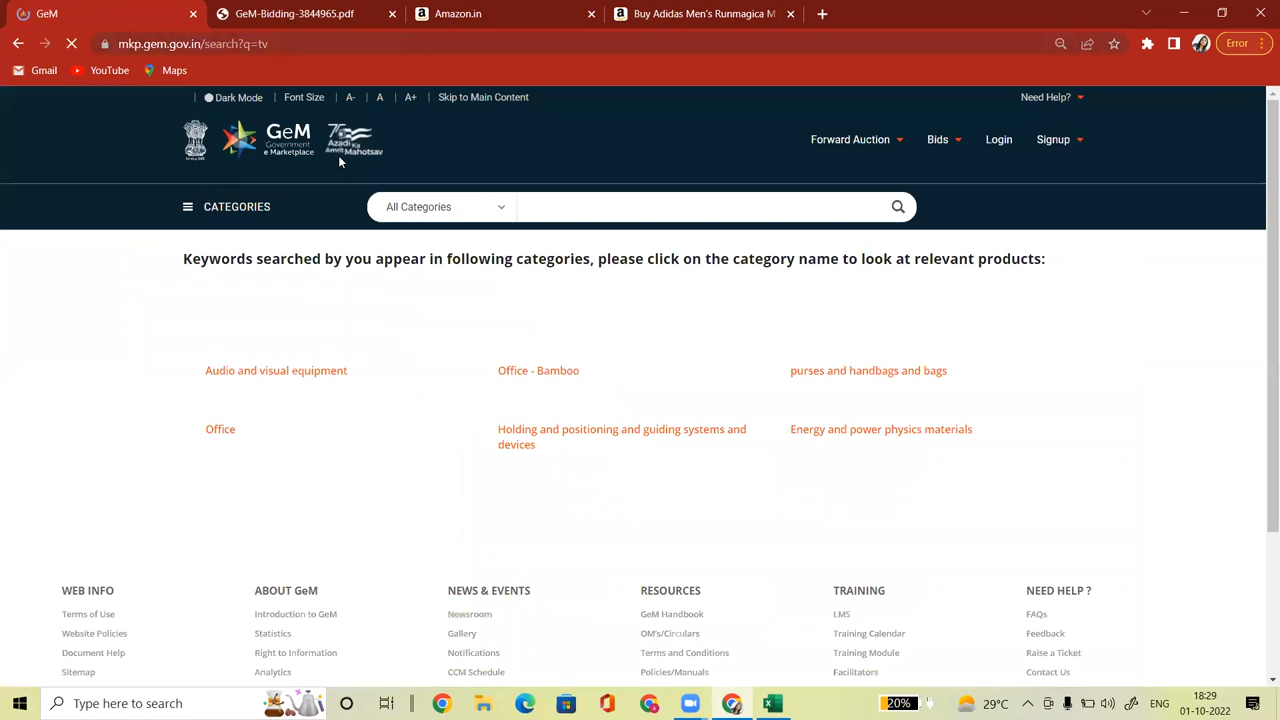 GeM
GeM-Bidding-3844965.pdf
Amazon.in
Buy Adidas Men's Runmagica M
mkp.gem.gov.in/search?q=tv
Error
Gmail
YouTube
Maps
Dark Mode
Font Size
A-
A
A+
Skip to Main Content
Need Help?
GeM
Government
e Marketplace
Azadi Ka
Amrit Mahotsav
Forward Auction
Bids
Login
Signup
CATEGORIES
All Categories
Keywords searched by you appear in following categories, please click on the category name to look at relevant products:
Audio and visual equipment
Office - Bamboo
purses and handbags and bags
Office
Holding and positioning and guiding systems and
devices
Energy and power physics materials
WEB INFO
ABOUT GeM
NEWS & EVENTS
RESOURCES
TRAINING
NEED HELP ?
Terms of Use
Introduction to GeM
Newsroom
GeM Handbook
LMS
FAQs
Website Policies
Statistics
Gallery
OM's/Circulars
Training Calendar
Feedback
Document Help
Right to Information
Notifications
Terms and Conditions
Training Module
Raise a Ticket
Sitemap
Analytics
CCM Schedule
Policies/Manuals
Facilitators
Contact Us
Type here to search
20%
29°C
ENG
18:29
01-10-2022